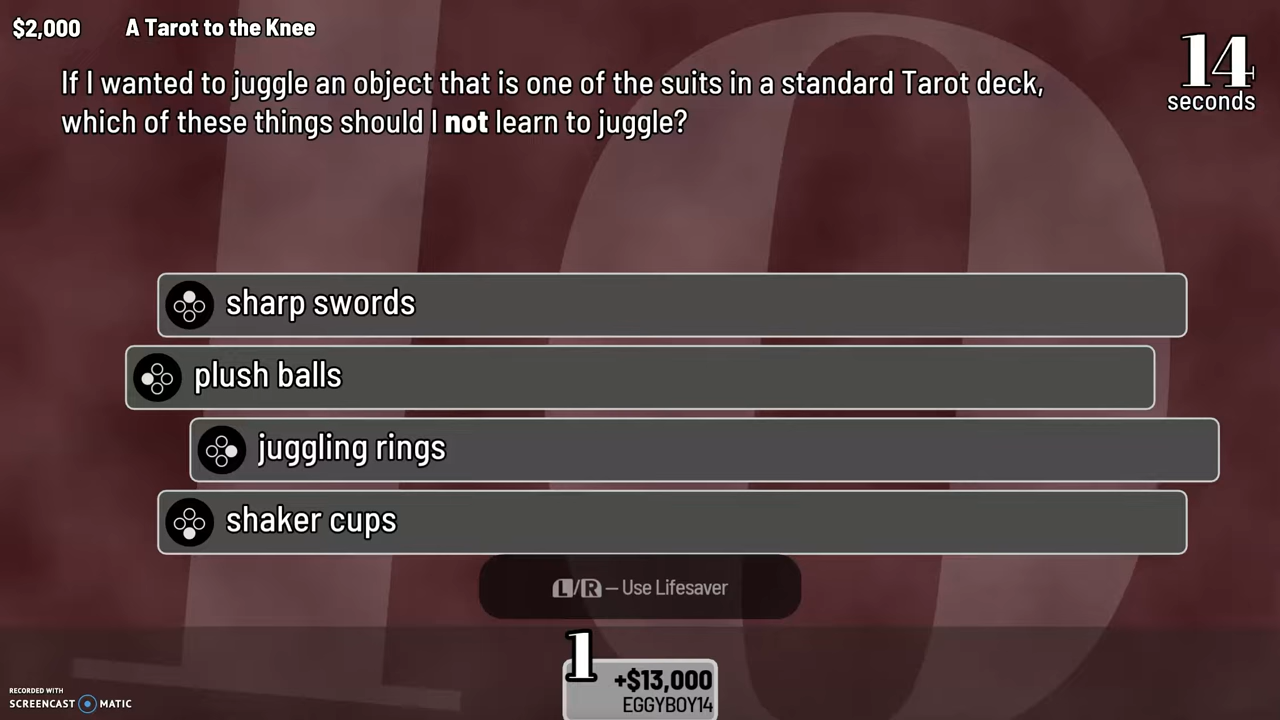 $2,000 A Tarot to the Knee
14
seconds
If I wanted to juggle an object that is one of the suits in a standard Tarot deck,
which of these things should I not learn to juggle?
sharp swords
plush balls
juggling rings
shaker cups
L/R – Use Lifesaver
1
+$13,000
EGGYBOY14
RECORDED WITH
SCREENCAST MATIC